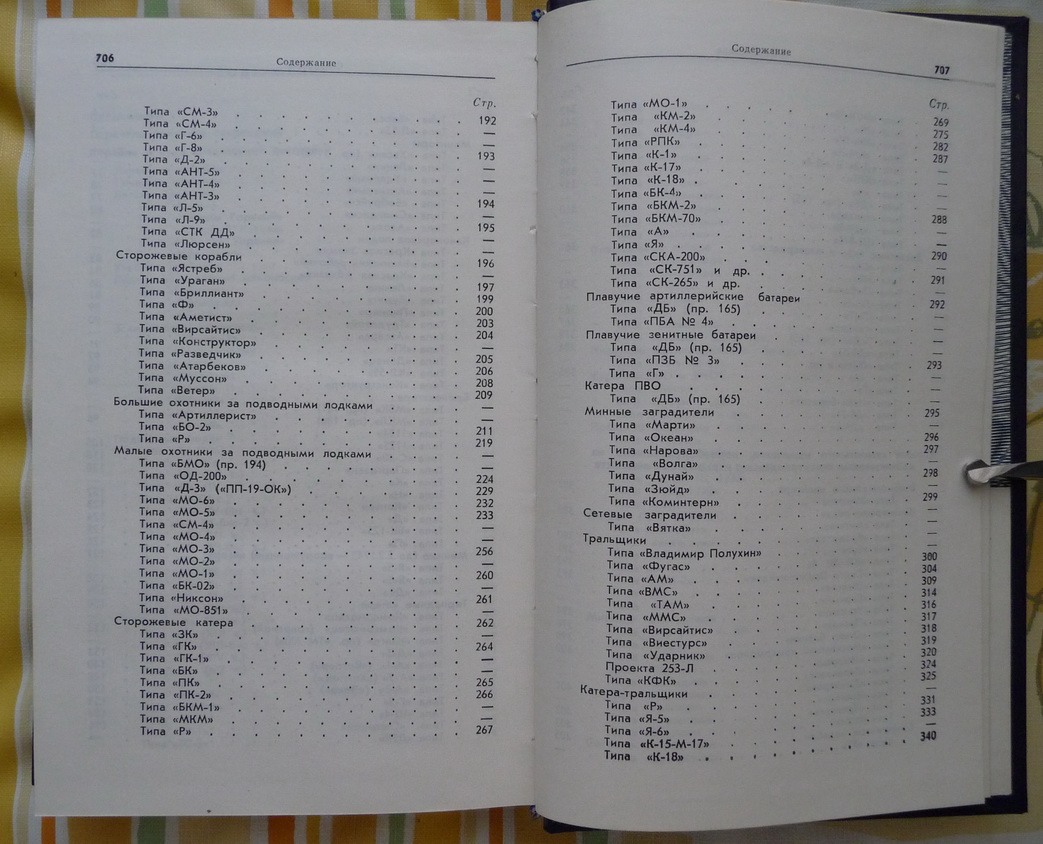 706
Содержание
Стр.
Типа «СМ-3» . . . 192
Типа «СМ-4» . . . —
Типа «Г-6» . . . —
Типа «Г-8» . . . 193
Типа «Д-2» . . . —
Типа «АНТ-5» . . . —
Типа «АНТ-4» . . . —
Типа «АНТ-3» . . . 194
Типа «Л-5» . . . —
Типа «Л-9» . . . 195
Типа «СТК ДД» . . . —
Типа «Люрсен» . . . —
Сторожевые корабли . . . 196
Типа «Ястреб» . . . —
Типа «Ураган» . . . 197
Типа «Бриллиант» . . . 199
Типа «Ф» . . . 200
Типа «Аметист» . . . 203
Типа «Вирсайтис» . . . 204
Типа «Конструктор» . . . —
Типа «Разведчик» . . . 205
Типа «Атарбеков» . . . 206
Типа «Муссон» . . . 208
Типа «Ветер» . . . 209
Большие охотники за подводными лодками . . . —
Типа «Артиллерист» . . . —
Типа «БО-2» . . . 211
Типа «Р» . . . 219
Малые охотники за подводными лодками . . . —
Типа «БМО» (пр. 194) . . . —
Типа «ОД-200» . . . 224
Типа «Д-3» («ПП-19-ОК») . . . 229
Типа «МО-6» . . . 232
Типа «МО-5» . . . 233
Типа «СМ-4» . . . —
Типа «МО-4» . . . —
Типа «МО-3» . . . 256
Типа «МО-2» . . . —
Типа «МО-1» . . . 260
Типа «БК-02» . . . —
Типа «Никсон» . . . 261
Типа «МО-851» . . . —
Сторожевые катера . . . 262
Типа «ЗК» . . . —
Типа «ГК» . . . 264
Типа «ГК-1» . . . —
Типа «БК» . . . —
Типа «ПК» . . . 265
Типа «ПК-2» . . . 266
Типа «БКМ-1» . . . —
Типа «МКМ» . . . —
Типа «Р» . . . 267
Содержание
707
Стр.
Типа «МО-1» . . . 269
Типа «КМ-2» . . . 275
Типа «КМ-4» . . . 282
Типа «РПК» . . . 287
Типа «К-1» . . . —
Типа «К-17» . . . —
Типа «К-18» . . . —
Типа «БК-4» . . . —
Типа «БКМ-2» . . . 288
Типа «БКМ-70» . . . —
Типа «А» . . . —
Типа «Я» . . . 290
Типа «СКА-200» . . . —
Типа «СК-751» и др. . . . 291
Типа «СК-265» и др. . . . —
Плавучие артиллерийские батареи . . . 292
Типа «ДБ» (пр. 165) . . . —
Типа «ПБА № 4» . . . —
Плавучие зенитные батареи . . . —
Типа «ДБ» (пр. 165) . . . —
Типа «ПЗБ № 3» . . . 293
Типа «Г» . . . —
Катера ПВО . . . —
Типа «ДБ» (пр. 165) . . . —
Минные заградители . . . 295
Типа «Марти» . . . —
Типа «Океан» . . . 296
Типа «Нарова» . . . 297
Типа «Волга» . . . —
Типа «Дунай» . . . 298
Типа «Зюйд» . . . —
Типа «Коминтерн» . . . 299
Сетевые заградители . . . —
Типа «Вятка» . . . —
Тральщики . . . —
Типа «Владимир Полухин» . . . 300
Типа «Фугас» . . . 304
Типа «АМ» . . . 309
Типа «ВМС» . . . 314
Типа «ТАМ» . . . 316
Типа «ММС» . . . 317
Типа «Вирсайтис» . . . 318
Типа «Виестурс» . . . 319
Типа «Ударник» . . . 320
Проекта 253-Л . . . 324
Типа «КФК» . . . 325
Катера-тральщики . . . —
Типа «Р» . . . 331
Типа «Я-5» . . . 333
Типа «Я-6» . . . —
Типа «К-15-М-17» . . . 340
Типа «К-18» . . .